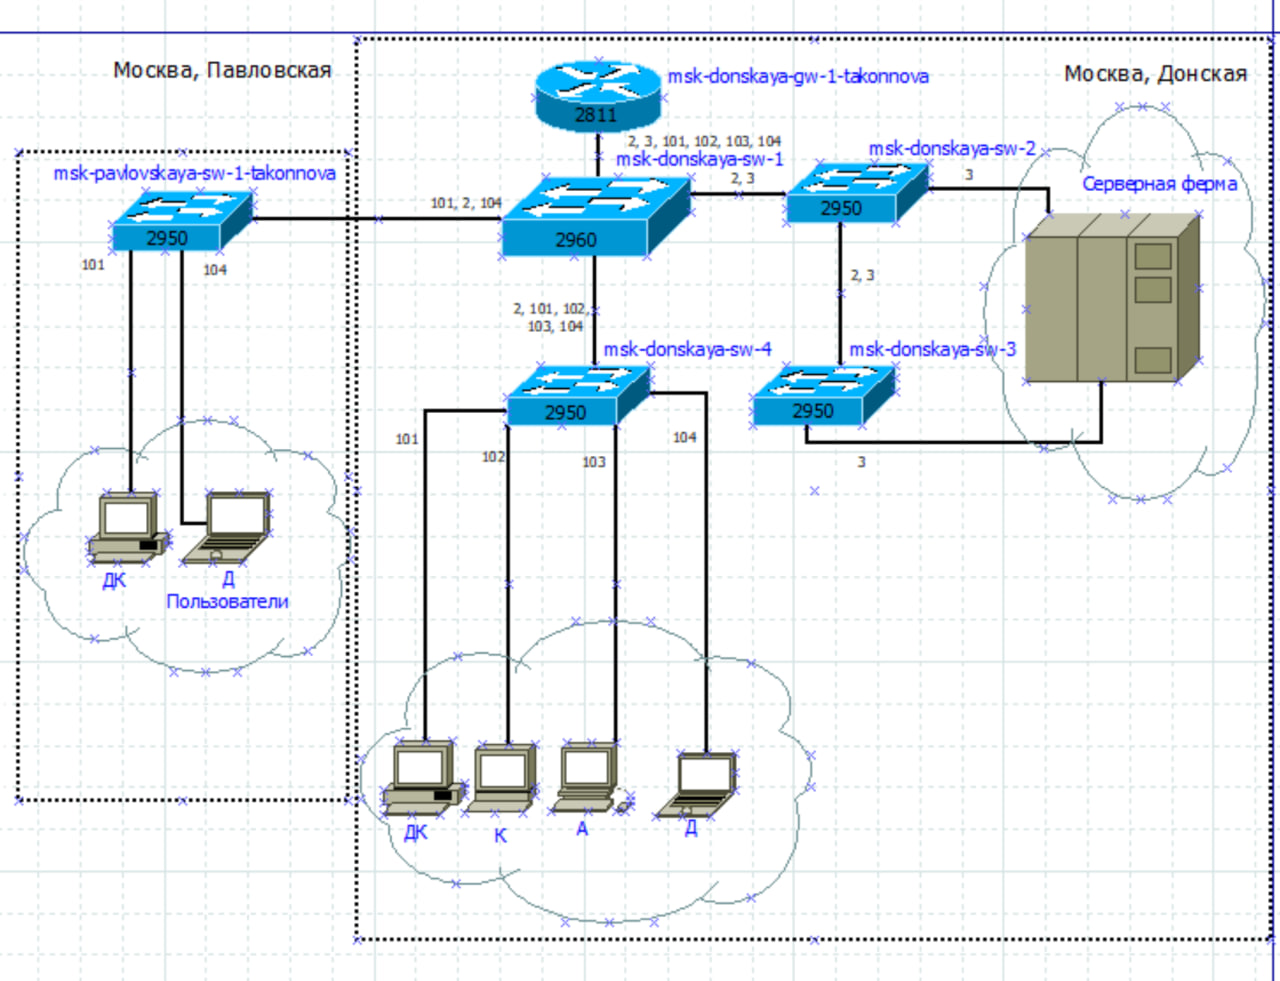 Москва, Павловская
Москва, Донская
msk-donskaya-gw-1-takonnova
2811
2, 3, 101, 102, 103, 104
msk-donskaya-sw-1
2, 3
msk-donskaya-sw-2
3
Серверная ферма
msk-pavlovskaya-sw-1-takonnova
101, 2, 104
2950
2960
2950
101
104
2, 3
2, 101, 102,
103, 104
msk-donskaya-sw-4
msk-donskaya-sw-3
2950
2950
101
102
103
104
3
ДК
Д
Пользователи
ДК
К
А
Д